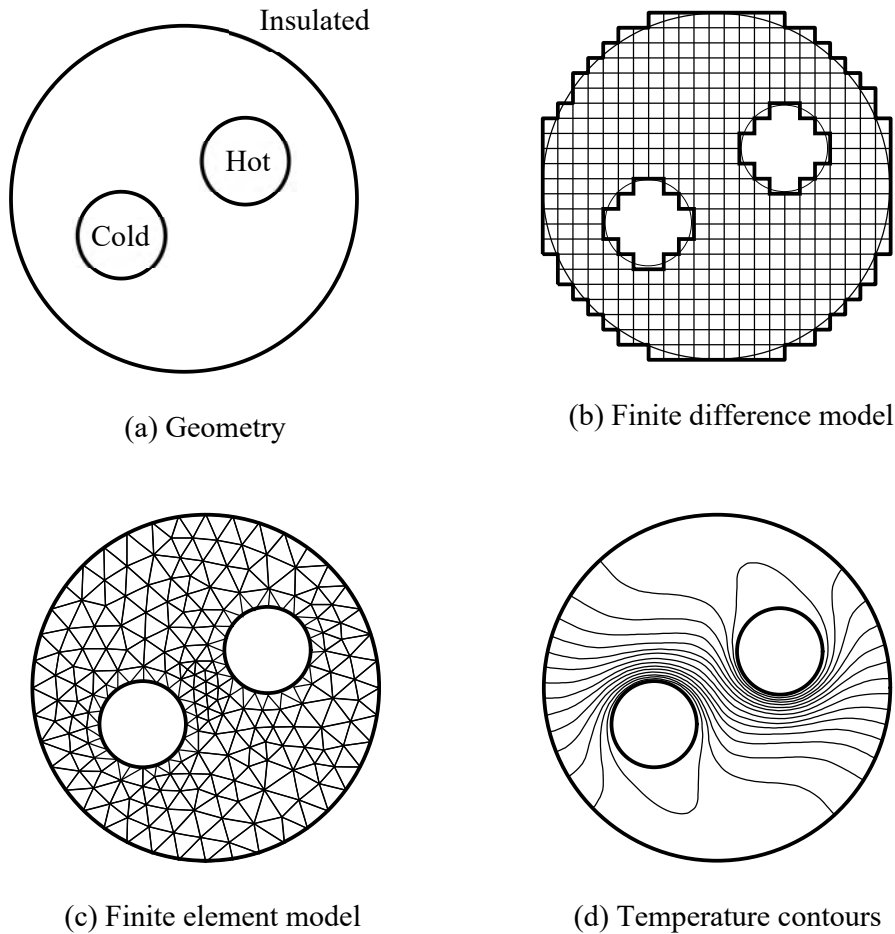 Insulated
Hot
Cold
(a) Geometry
(b) Finite difference model
(c) Finite element model
(d) Temperature contours